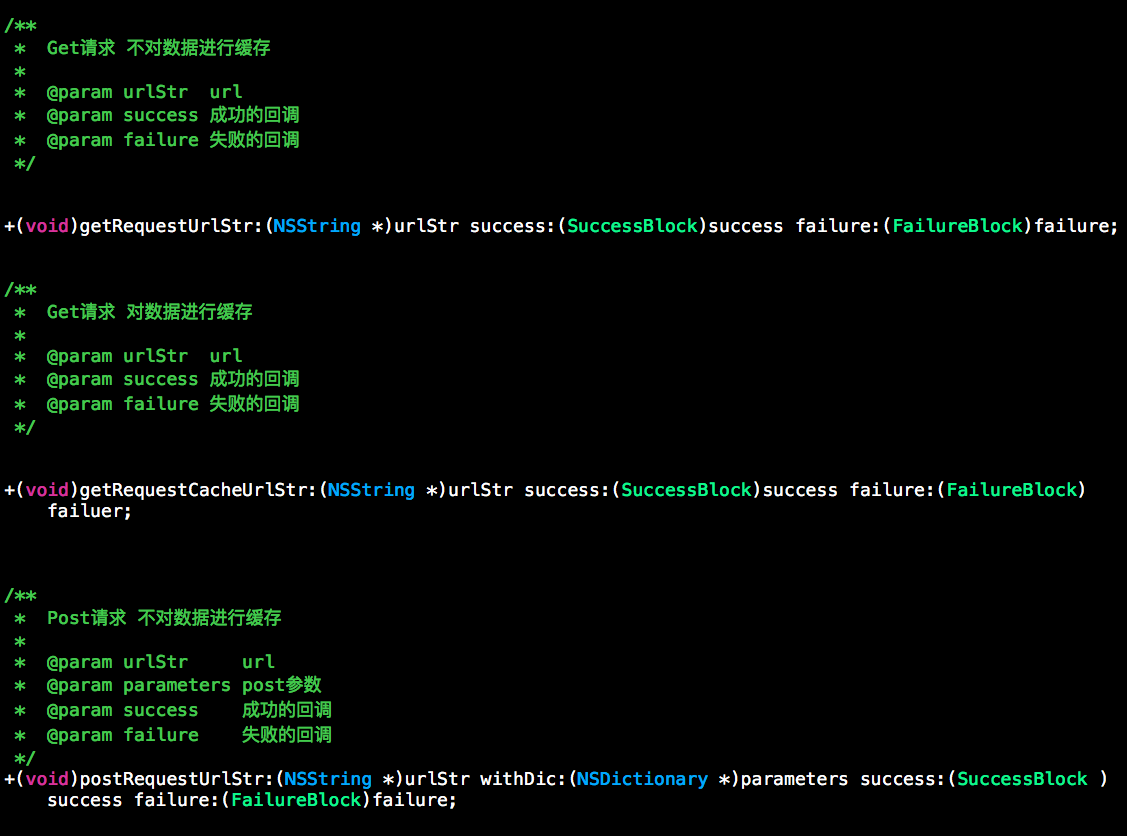 /**
 *  Get请求 不对数据进行缓存
 *
 *  @param urlStr  url
 *  @param success 成功的回调
 *  @param failure 失败的回调
 */
+(void)getRequestUrlStr:(NSString *)urlStr success:(SuccessBlock)success failure:(FailureBlock)failure;
/**
 *  Get请求 对数据进行缓存
 *
 *  @param urlStr  url
 *  @param success 成功的回调
 *  @param failure 失败的回调
 */
+(void)getRequestCacheUrlStr:(NSString *)urlStr success:(SuccessBlock)success failure:(FailureBlock)
    failuer;
/**
 *  Post请求 不对数据进行缓存
 *
 *  @param urlStr     url
 *  @param parameters post参数
 *  @param success    成功的回调
 *  @param failure    失败的回调
 */
+(void)postRequestUrlStr:(NSString *)urlStr withDic:(NSDictionary *)parameters success:(SuccessBlock )
    success failure:(FailureBlock)failure;